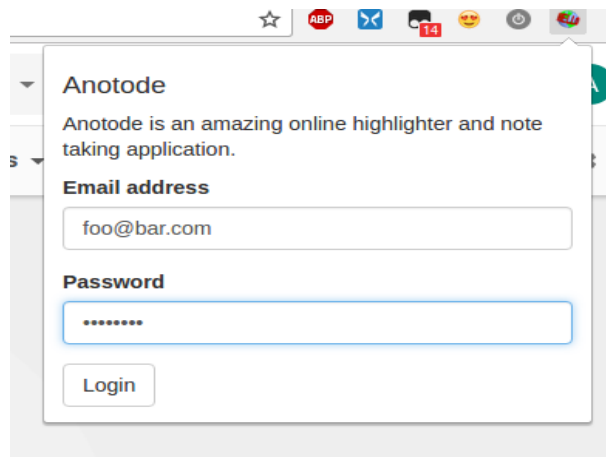 ABP
14
A
s
Anotode
Anotode is an amazing online highlighter and note
taking application.
Email address
foo@bar.com
Password
••••••••
Login